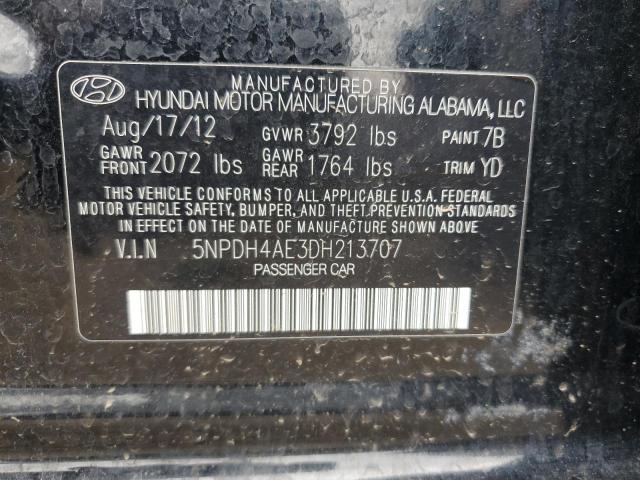 MANUFACTURED BY
HYUNDAI MOTOR MANUFACTURING ALABAMA, LLC
Aug/17/12 GVWR 3792 lbs PAINT 7B
GAWR FRONT 2072 lbs GAWR REAR 1764 lbs TRIM YD
THIS VEHICLE CONFORMS TO ALL APPLICABLE U.S.A. FEDERAL
MOTOR VEHICLE SAFETY, BUMPER, AND THEFT PREVENTION STANDARDS
IN EFFECT ON THE DATE OF MANUFACTURE SHOWN ABOVE.
V.I.N 5NPDH4AE3DH213707
PASSENGER CAR